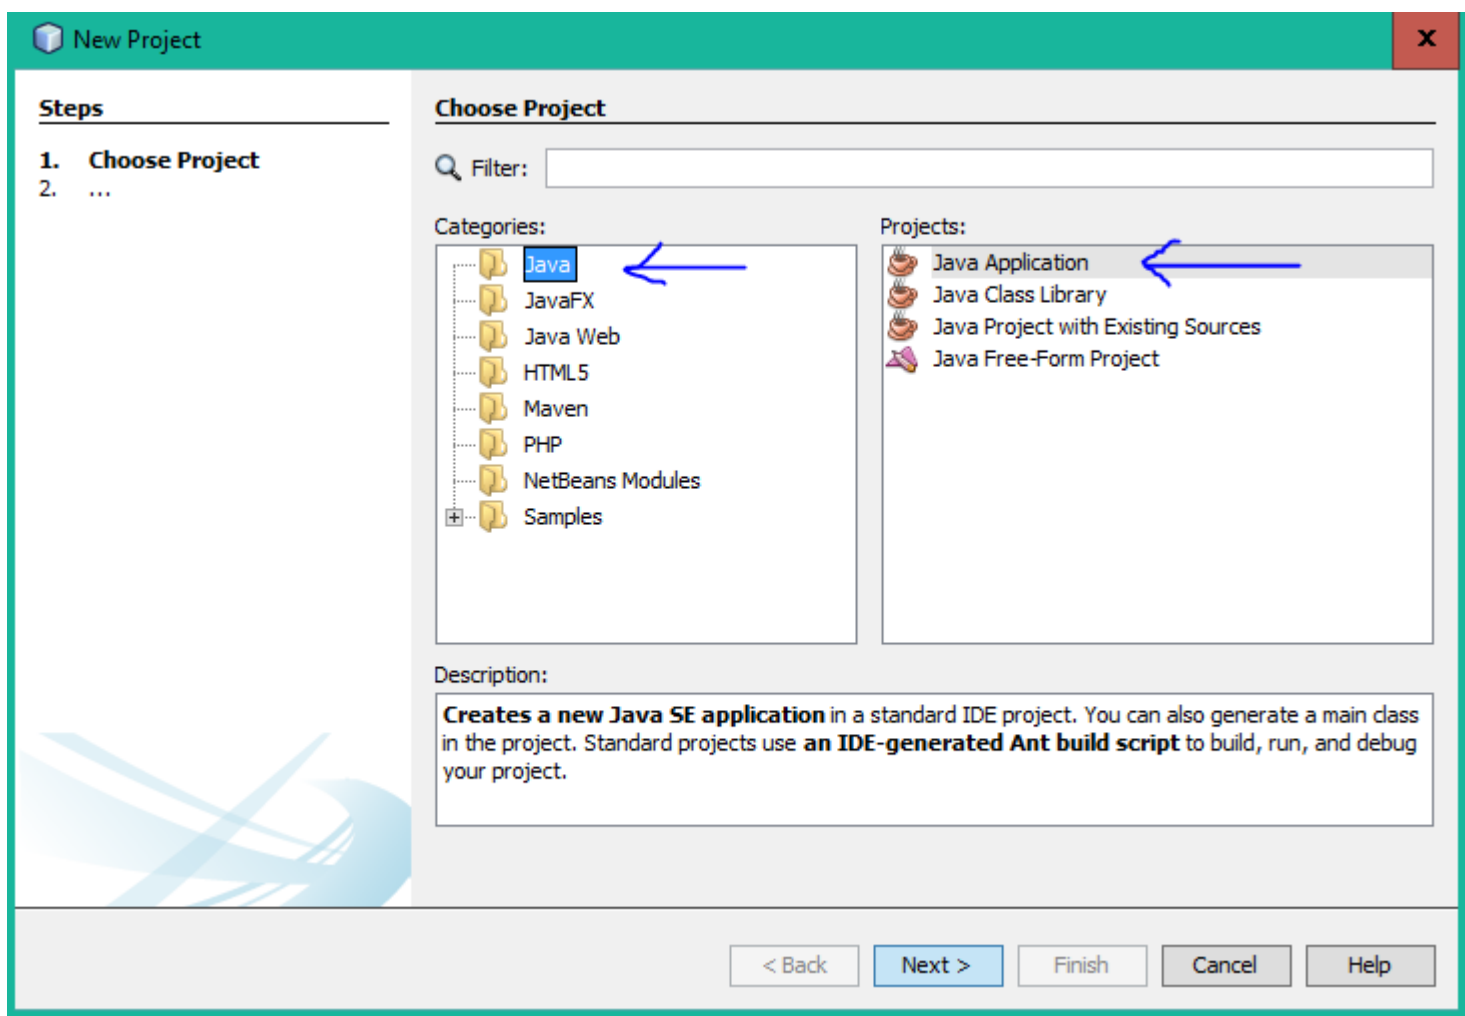 New Project
x
Steps
1. Choose Project
2. ...
Choose Project
Filter:
Categories:
Java
JavaFX
Java Web
HTML5
Maven
PHP
NetBeans Modules
Samples
Projects:
Java Application
Java Class Library
Java Project with Existing Sources
Java Free-Form Project
Description:
Creates a new Java SE application in a standard IDE project. You can also generate a main class
in the project. Standard projects use an IDE-generated Ant build script to build, run, and debug
your project.
< Back
Next >
Finish
Cancel
Help